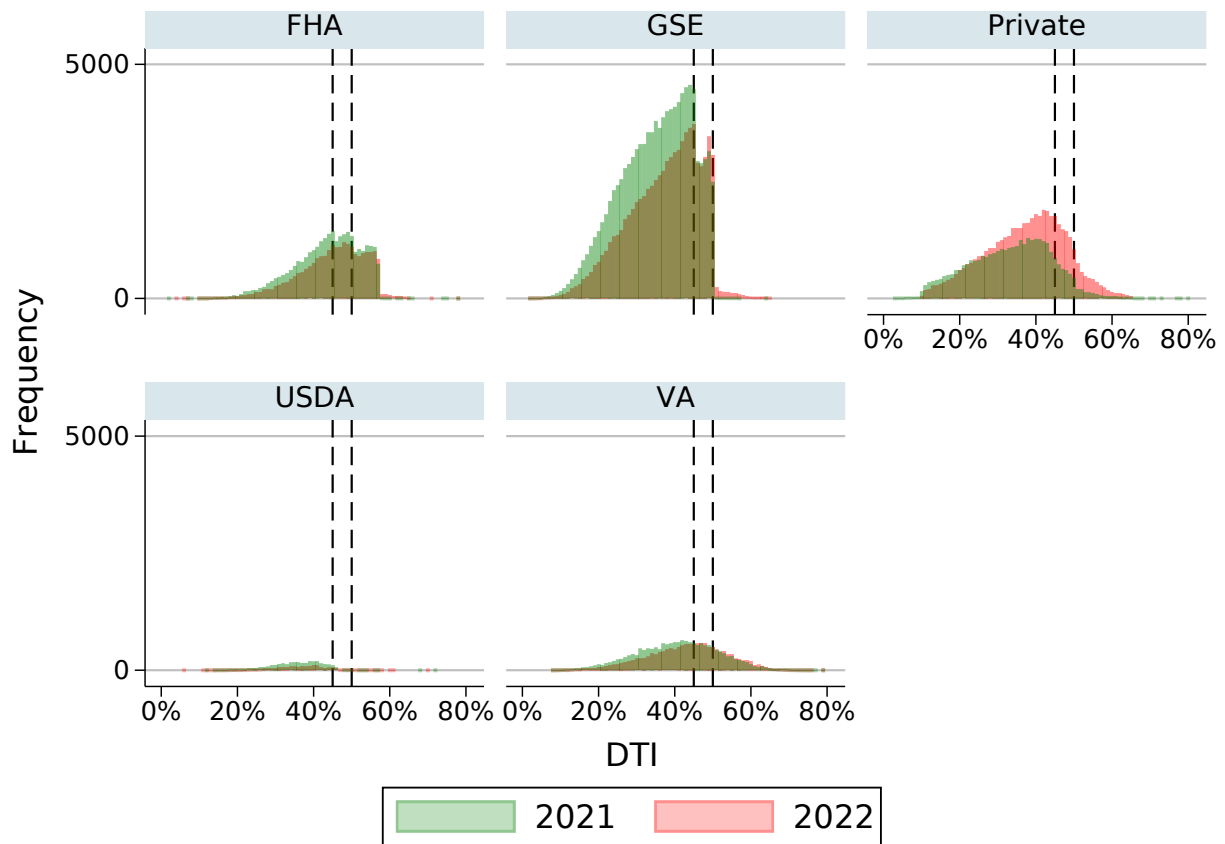 FHA GSE Private
5000
0
0% 20% 40% 60% 80%
USDA VA
5000
0
0% 20% 40% 60% 80% 0% 20% 40% 60% 80%
Frequency
DTI
2021 2022